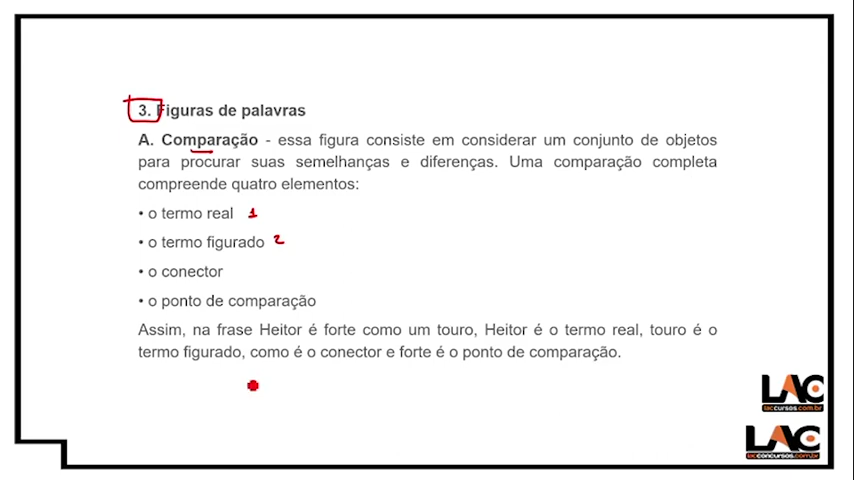 3. Figuras de palavras
A. Comparação - essa figura consiste em considerar um conjunto de objetos
para procurar suas semelhanças e diferenças. Uma comparação completa
compreende quatro elementos:
• o termo real 1
• o termo figurado 2
• o conector
• o ponto de comparação
Assim, na frase Heitor é forte como um touro, Heitor é o termo real, touro é o
termo figurado, como é o conector e forte é o ponto de comparação.
LAC
laccursos.com.br
LAC
lacconcursos.com.br